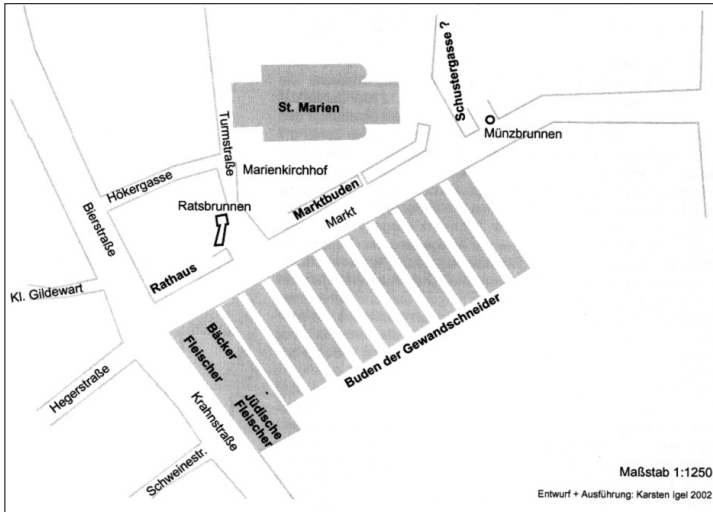 St. Marien
Schustergasse ?
Münzbrunnen
Turmstraße
Marienkirchhof
Hökergasse
Ratsbrunnen
Marktbuden
Markt
Bierstraße
Rathaus
Kl. Gildewart
Bäcker
Fleischer
Buden der Gewandschneider
Jüdische
Fleischer
Hegerstraße
Krahnstraße
Schweinestr.
Maßstab 1:1250
Entwurf + Ausführung: Karsten Igel 2002